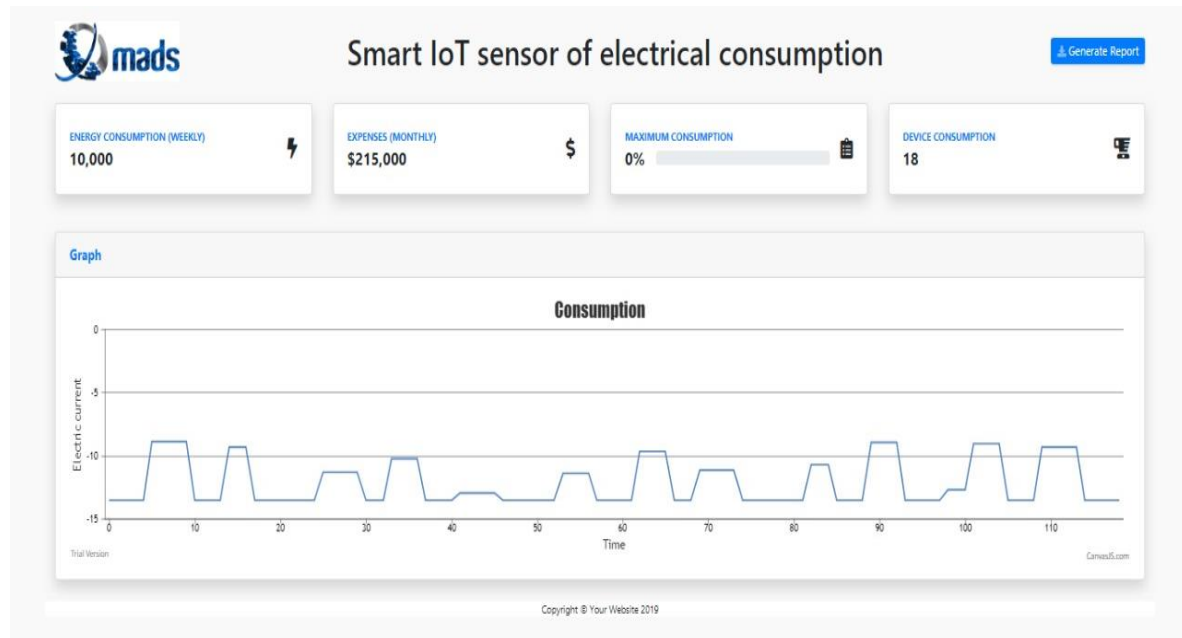 mads
Smart IoT sensor of electrical consumption
Generate Report
ENERGY CONSUMPTION (WEEKLY)
10,000
EXPENSES (MONTHLY)
$215,000
MAXIMUM CONSUMPTION
0%
DEVICE CONSUMPTION
18
Graph
Consumption
Electric current
0
-5
-10
-15
0 10 20 30 40 50 60 70 80 90 100 110
Time
Trial Version
CanvasJS.com
Copyright © Your Website 2019